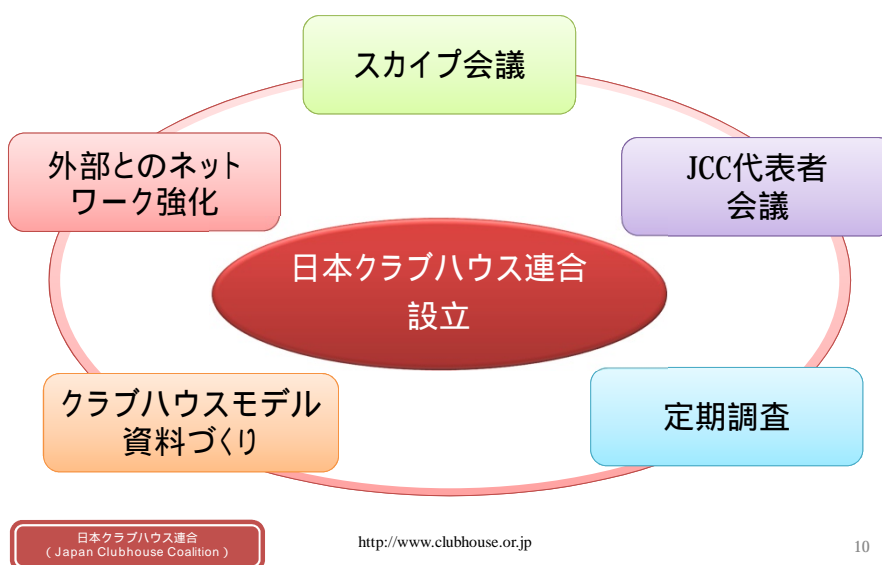 スカイプ会議
外部とのネット
ワーク強化
JCC代表者
会議
日本クラブハウス連合
設立
クラブハウスモデル
資料づくり
定期調査
日本クラブハウス連合
( Japan Clubhouse Coalition )
http://www.clubhouse.or.jp
10